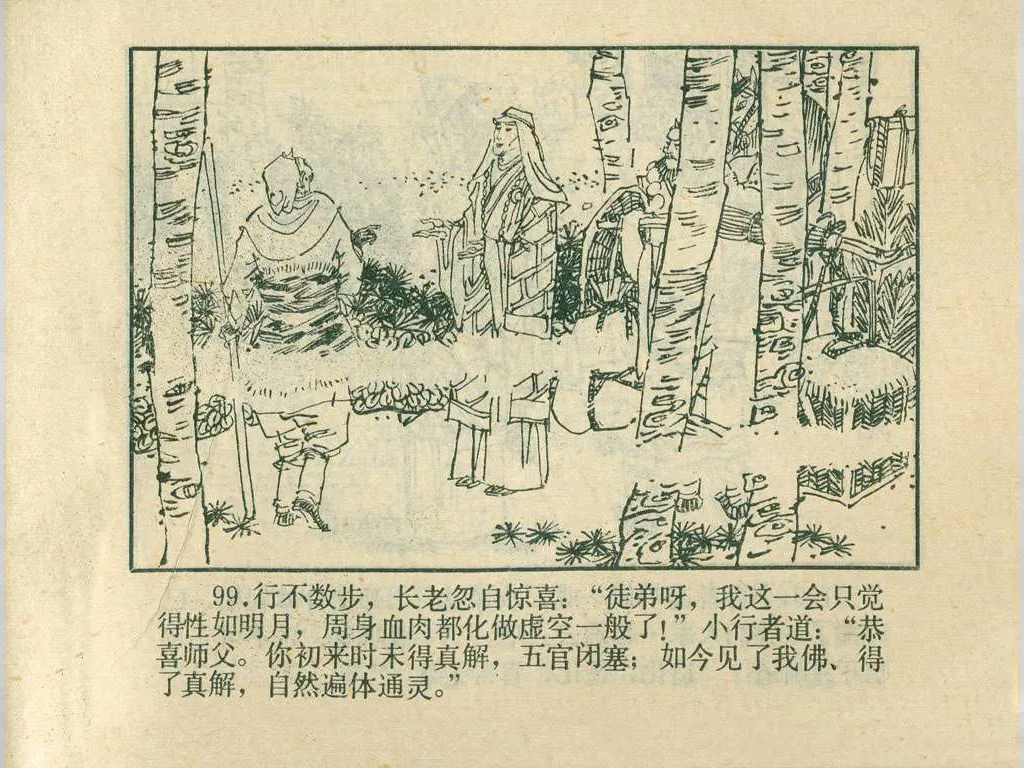 99.行不数步，长老忽自惊喜：“徒弟呀，我这一会只觉
得性如明月，周身血肉都化做虚空一般了！”小行者道：“恭
喜师父。你初来时未得真解，五官闭塞；如今见了我佛、得
了真解，自然遍体通灵。”